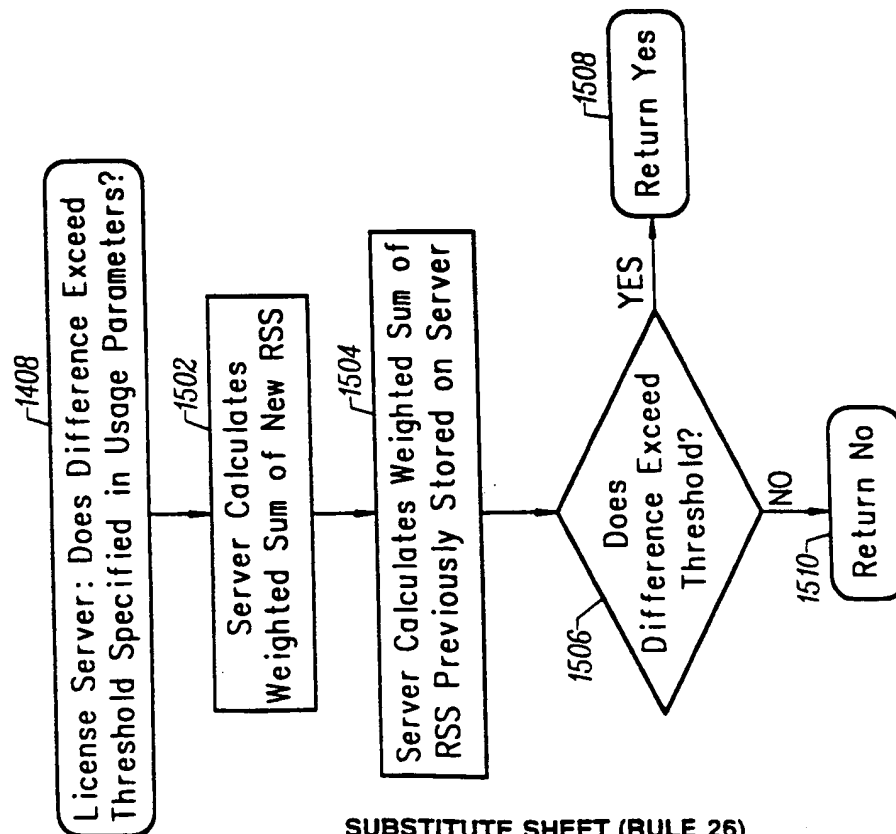 1408
License Server: Does Difference Exceed
Threshold Specified in Usage Parameters?
1502
Server Calculates
Weighted Sum of New RSS
1504
Server Calculates Weighted Sum of
RSS Previously Stored on Server
1506
Does
Difference Exceed
Threshold?
YES
1508
Return Yes
NO
1510
Return No
SUBSTITUTE SHEET (RULE 26)